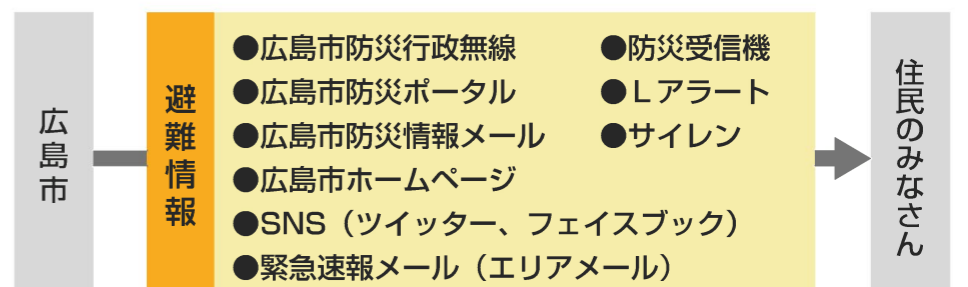 広島市
避難情報
●広島市防災行政無線
●広島市防災ポータル
●広島市防災情報メール
●広島市ホームページ
●SNS（ツイッター、フェイスブック）
●緊急速報メール（エリアメール）
●防災受信機
●Ｌアラート
●サイレン
住民のみなさん